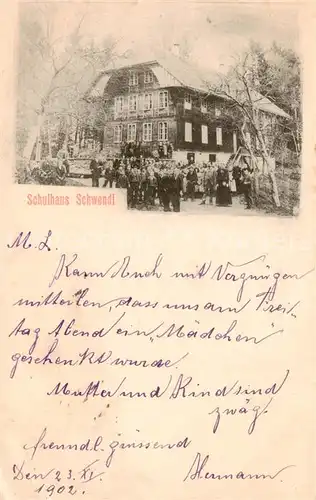 Schulhaus Schwendi
M. L.
Kann Euch mit Vergnügen
mitteilen, dass uns am Frei-
tag Abend ein „Mädchen"
geschenkt wurde.
Mutter und Kind sind
zwäg.
freundl. grüssend
Den 23. XI. Hermann.
1902.